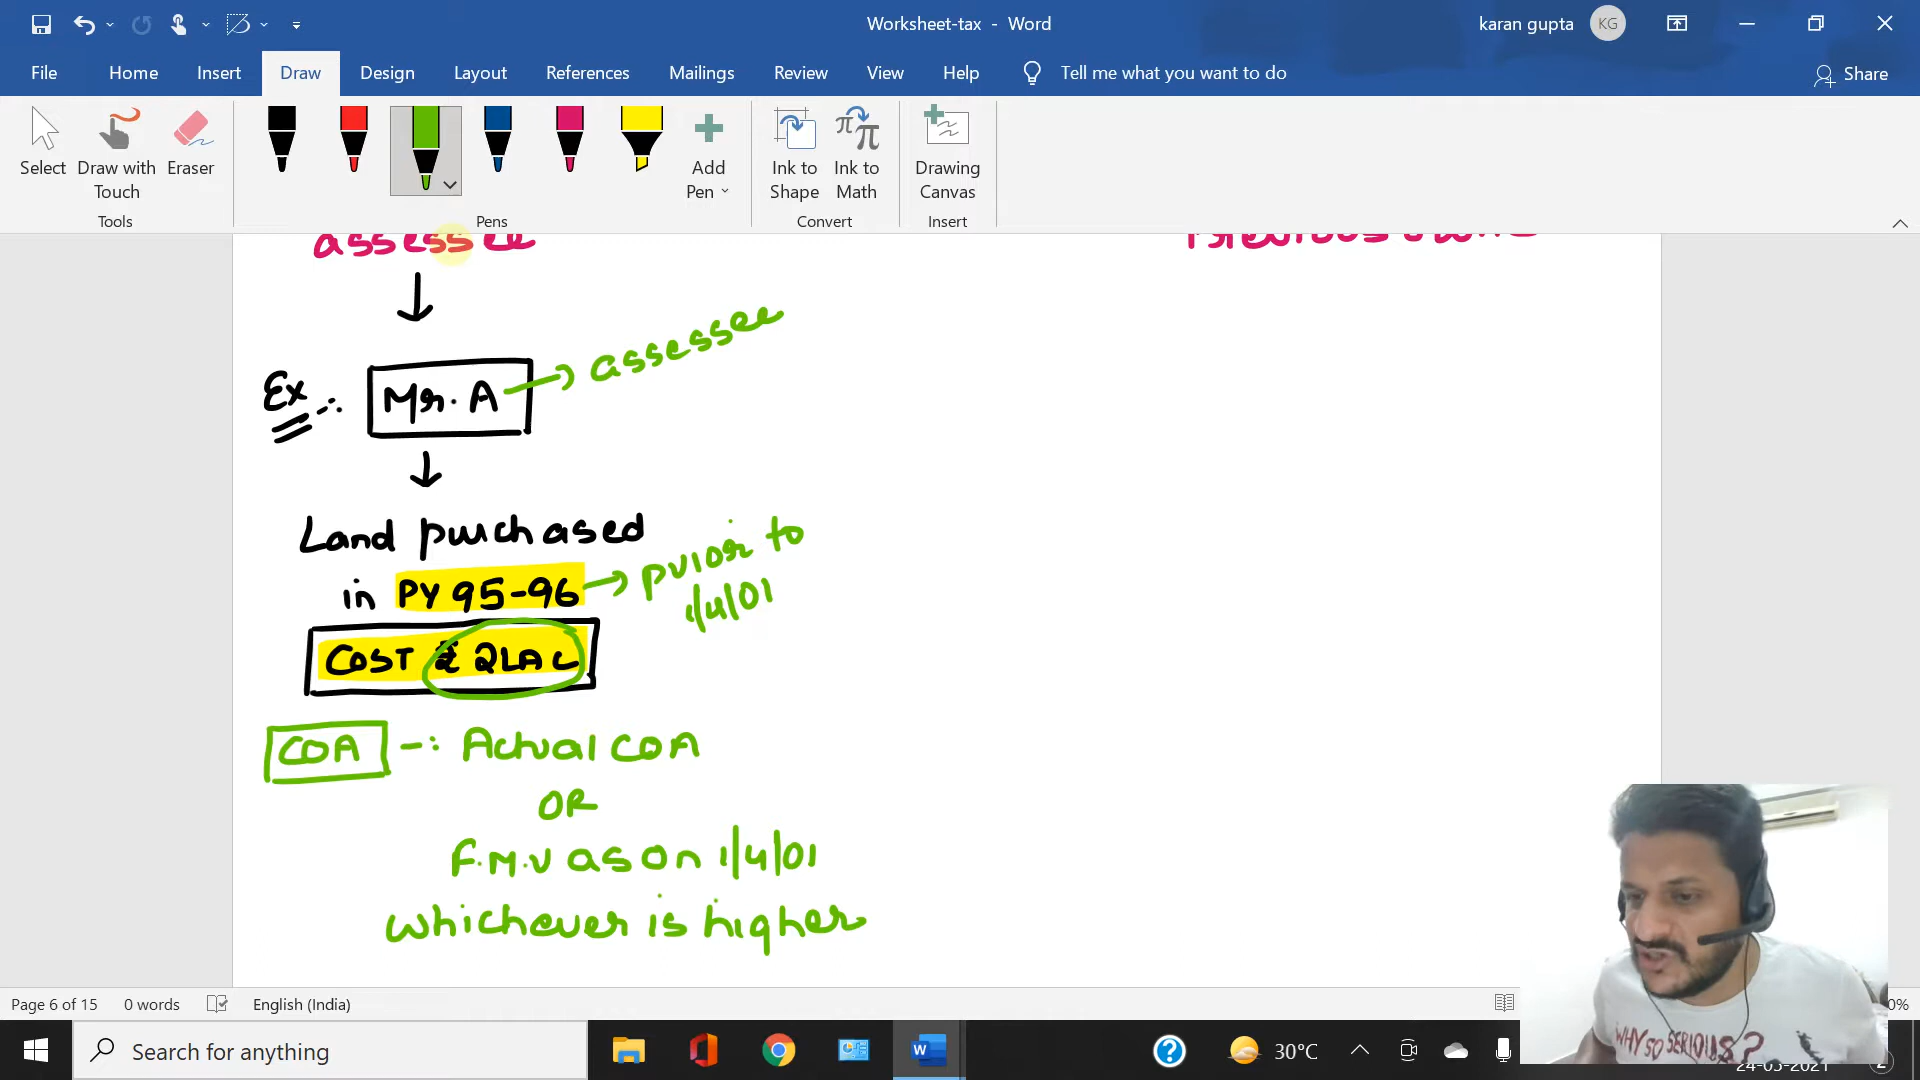 Worksheet-tax - Word
karan gupta
KG
File Home Insert Draw Design Layout References Mailings Review View Help Tell me what you want to do
Share
Select Draw with Touch Eraser
Add Pen
Ink to Shape Ink to Math
Drawing Canvas
Tools Pens Convert Insert
assessee
Ex -: Mr. A → assessee
Land purchased
in PY 95-96 → prior to
1/4/01
COST ₹ 2LAC
COA -: Actual COA
OR
F.M.V as on 1/4/01
whichever is higher
WHY SO SERIOUS?
Page 6 of 15 0 words English (India)
Search for anything
30°C
24-05-2021